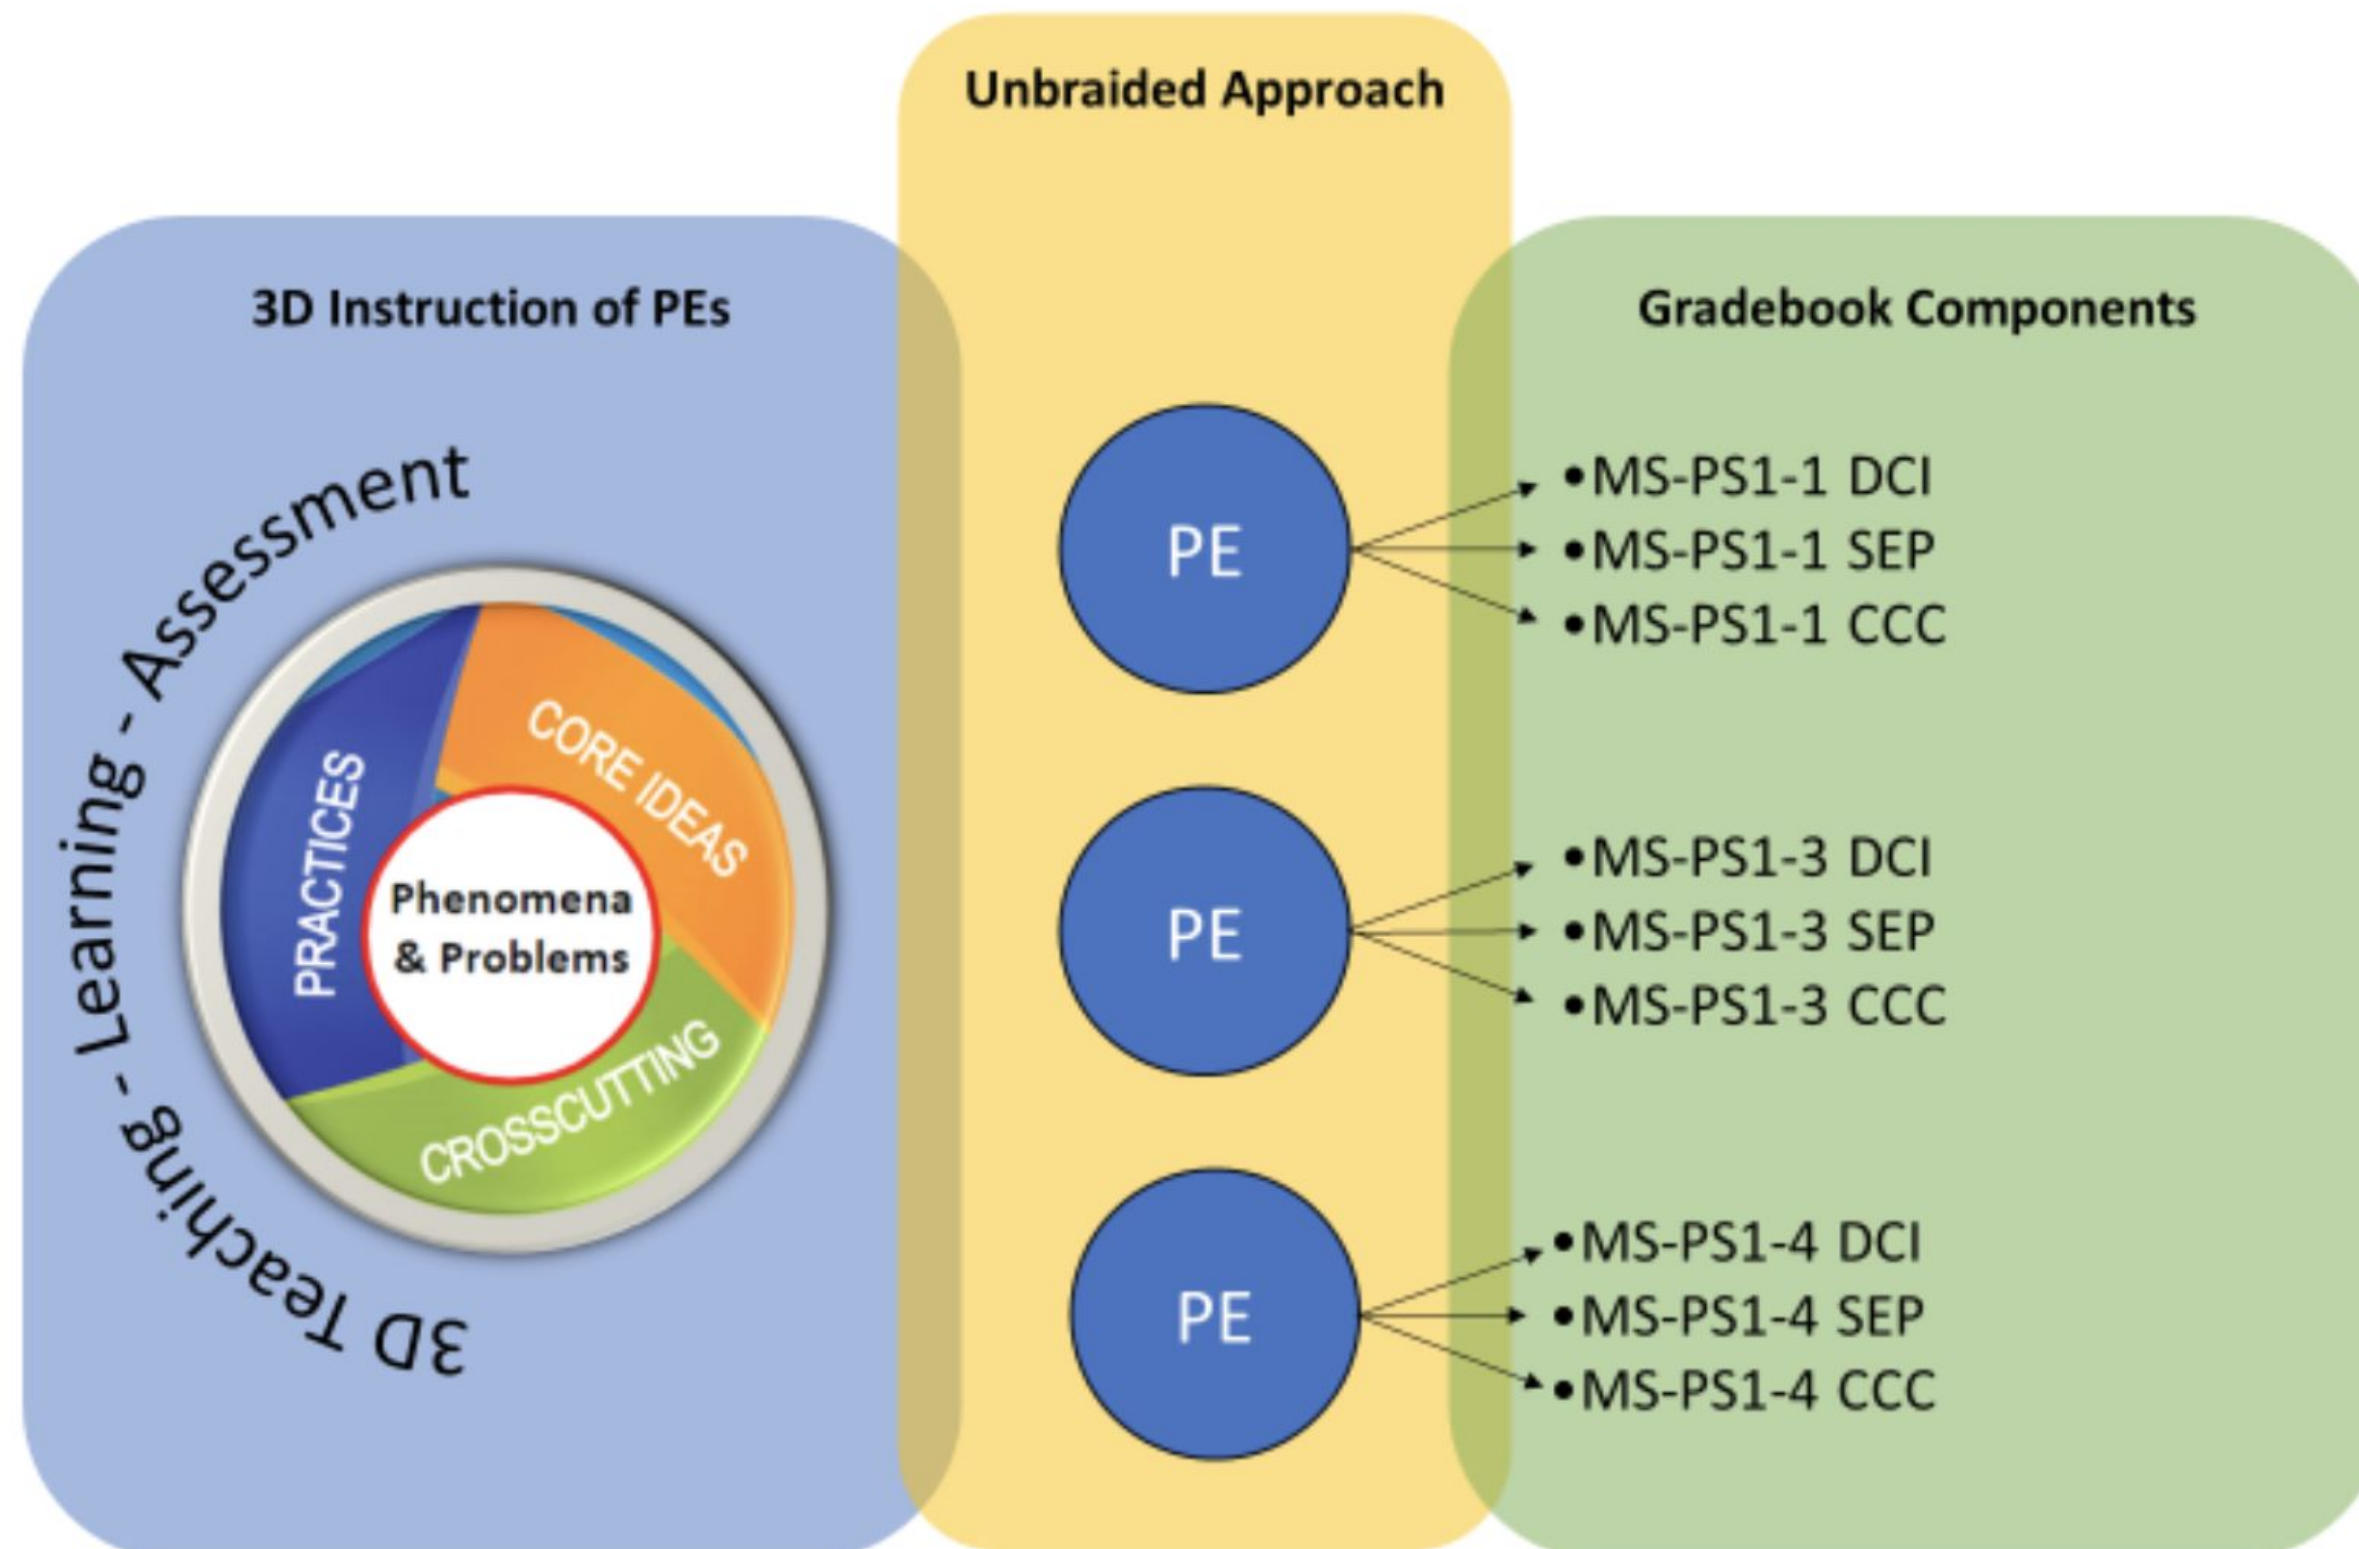 Unbraided Approach
3D Instruction of PEs
3D Teaching - Learning - Assessment
PRACTICES
CORE IDEAS
CROSSCUTTING
Phenomena
& Problems
PE
PE
PE
Gradebook Components
•MS-PS1-1 DCI
•MS-PS1-1 SEP
•MS-PS1-1 CCC
•MS-PS1-3 DCI
•MS-PS1-3 SEP
•MS-PS1-3 CCC
•MS-PS1-4 DCI
•MS-PS1-4 SEP
•MS-PS1-4 CCC